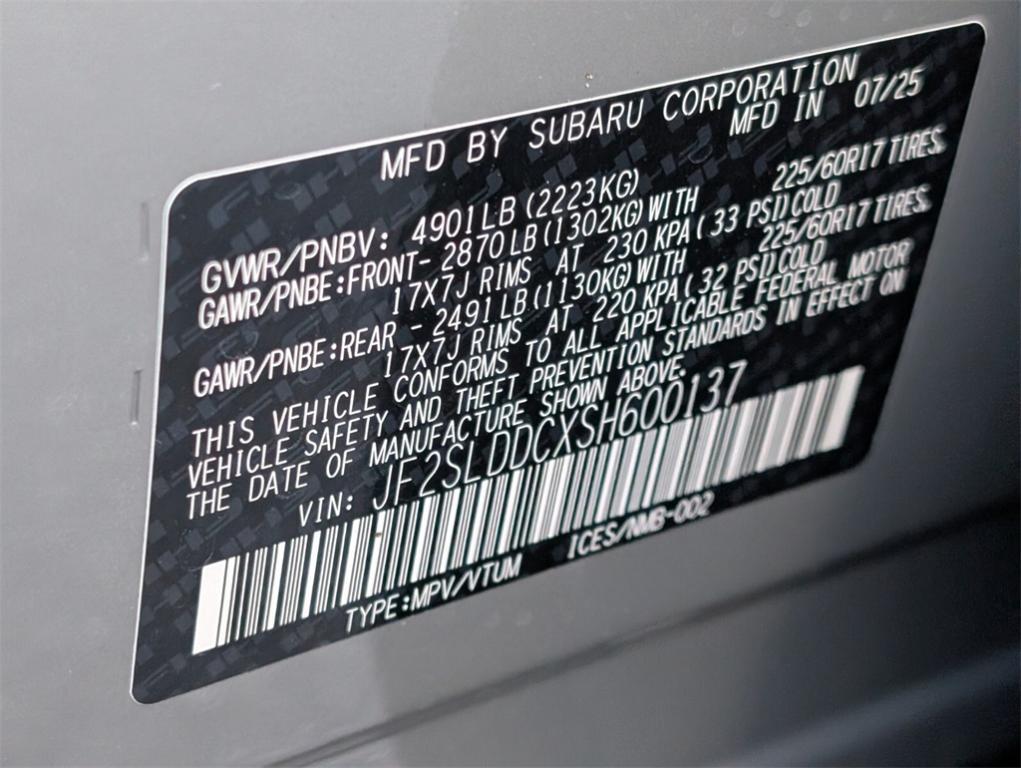 MFD BY SUBARU CORPORATION
MFD IN 07/25
GVWR/PNBV: 4901LB(2223KG)
GAWR/PNBE:FRONT- 2870LB(1302KG)WITH 225/60R17 TIRES
17X7J RIMS AT 230 KPA(33 PSI)COLD
GAWR/PNBE:REAR - 2491LB(1130KG)WITH 225/60R17 TIRES
17X7J RIMS AT 220 KPA(32 PSI)COLD
THIS VEHICLE CONFORMS TO ALL APPLICABLE FEDERAL MOTOR
VEHICLE SAFETY AND THEFT PREVENTION STANDARDS IN EFFECT ON
THE DATE OF MANUFACTURE SHOWN ABOVE.
VIN: JF2SLDDCXSH600137
TYPE:MPV/VTUM ICES/NMB-002